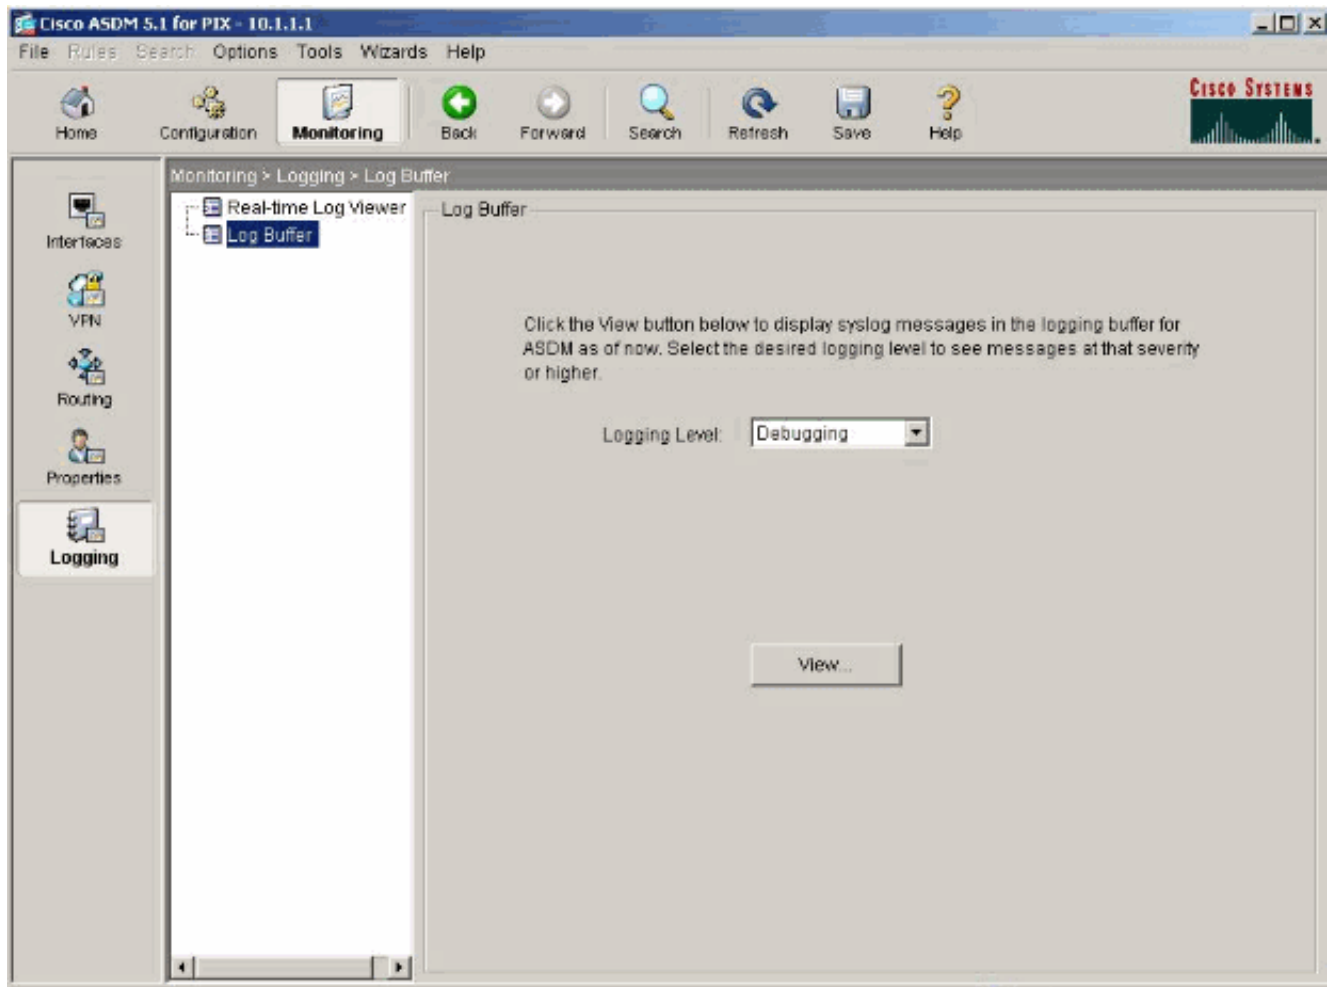 Cisco ASDM 5.1 for PIX - 10.1.1.1
File Rules Search Options Tools Wizards Help
Home Configuration Monitoring Back Forward Search Refresh Save Help
CISCO SYSTEMS
Monitoring > Logging > Log Buffer
Interfaces
VPN
Routing
Properties
Logging
Real-time Log Viewer
Log Buffer
Log Buffer
Click the View button below to display syslog messages in the logging buffer for
ASDM as of now. Select the desired logging level to see messages at that severity
or higher.
Logging Level: Debugging
View...